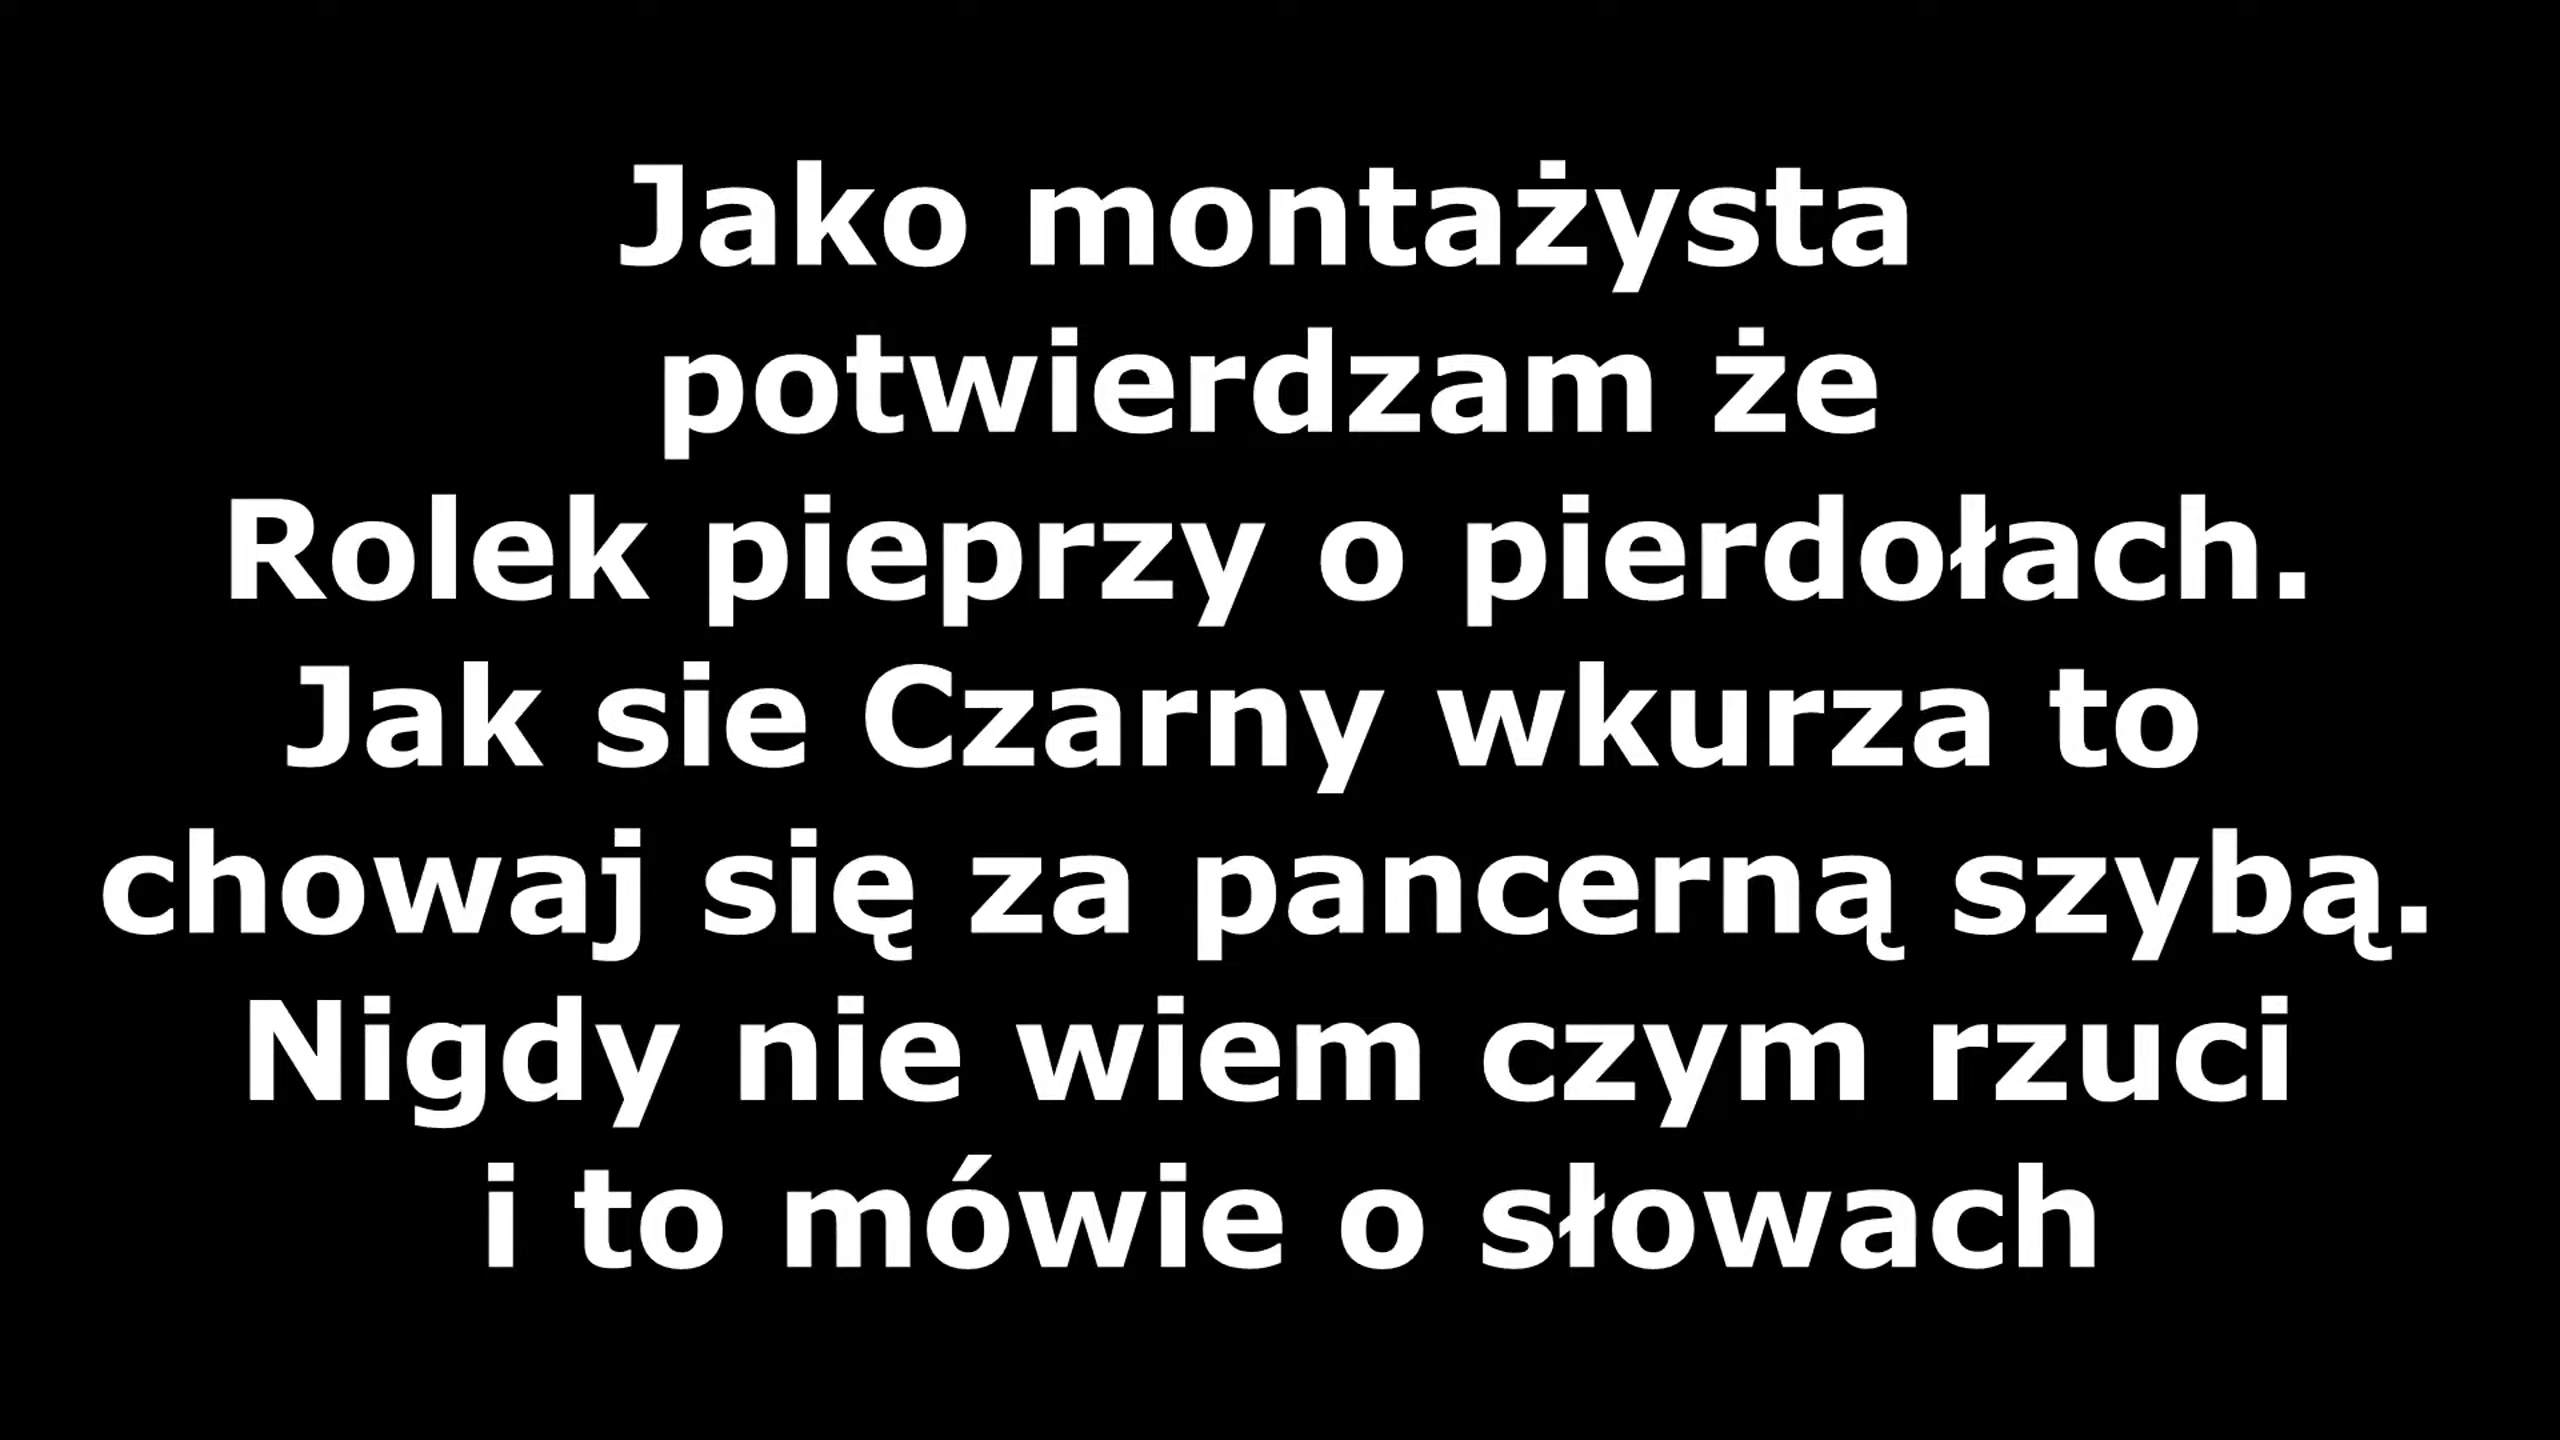 Jako montażysta
potwierdzam że
Rolek pieprzy o pierdołach.
Jak sie Czarny wkurza to
chowaj się za pancerną szybą.
Nigdy nie wiem czym rzuci
i to mówie o słowach